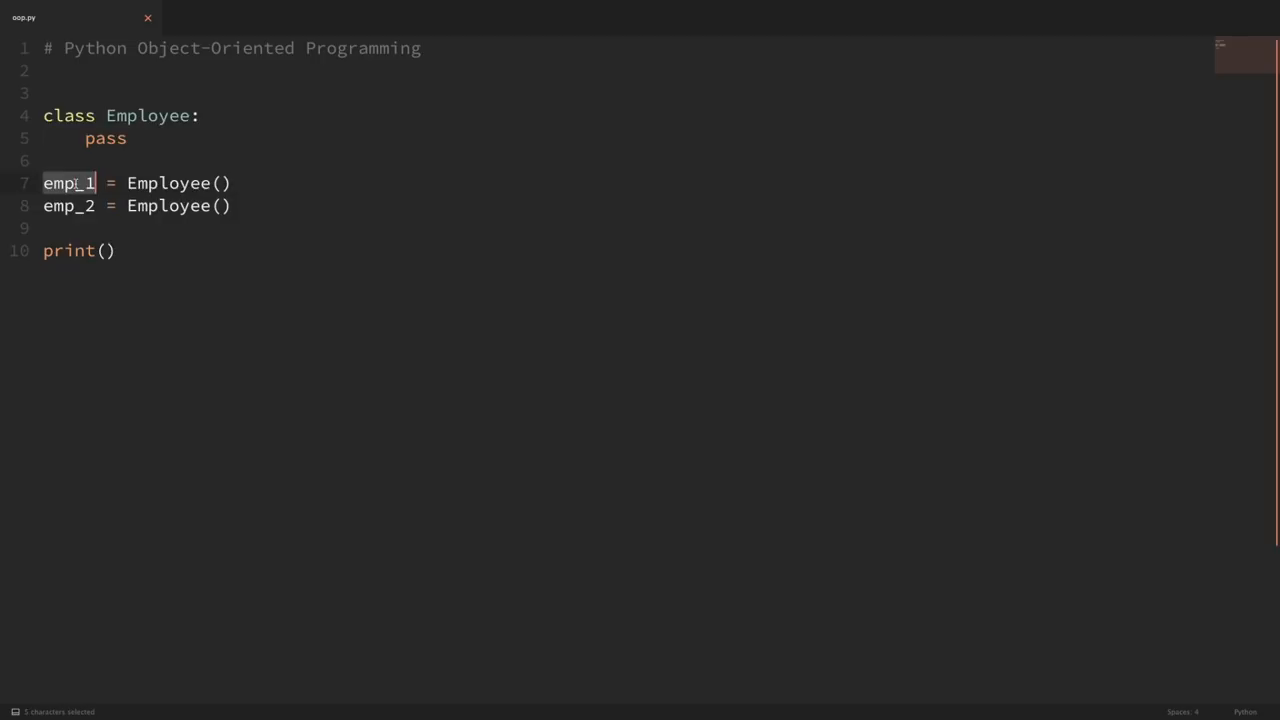 oop.py
1 # Python Object-Oriented Programming
2
3
4 class Employee:
5     pass
6
7 emp_1 = Employee()
8 emp_2 = Employee()
9
10 print()
5 characters selected
Spaces: 4
Python